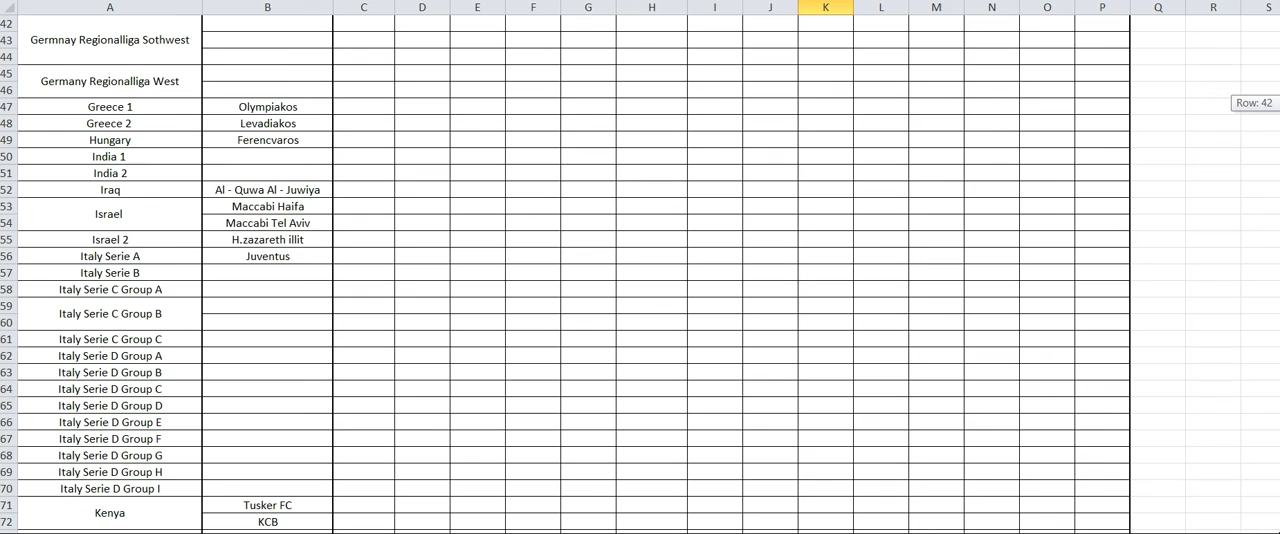 A B C D E F G H I J K L M N O P Q R S
42
43 Germnay Regionalliga Sothwest
44
45
Germany Regionalliga West
46
47 Greece 1 Olympiakos
48 Greece 2 Levadiakos
49 Hungary Ferencvaros
50 India 1
51 India 2
52 Iraq Al - Quwa Al - Juwiya
53 Maccabi Haifa
Israel
54 Maccabi Tel Aviv
55 Israel 2 H.zazareth illit
56 Italy Serie A Juventus
57 Italy Serie B
58 Italy Serie C Group A
59
Italy Serie C Group B
60
61 Italy Serie C Group C
62 Italy Serie D Group A
63 Italy Serie D Group B
64 Italy Serie D Group C
65 Italy Serie D Group D
66 Italy Serie D Group E
67 Italy Serie D Group F
68 Italy Serie D Group G
69 Italy Serie D Group H
70 Italy Serie D Group I
71 Tusker FC
Kenya
72 KCB
Row: 42